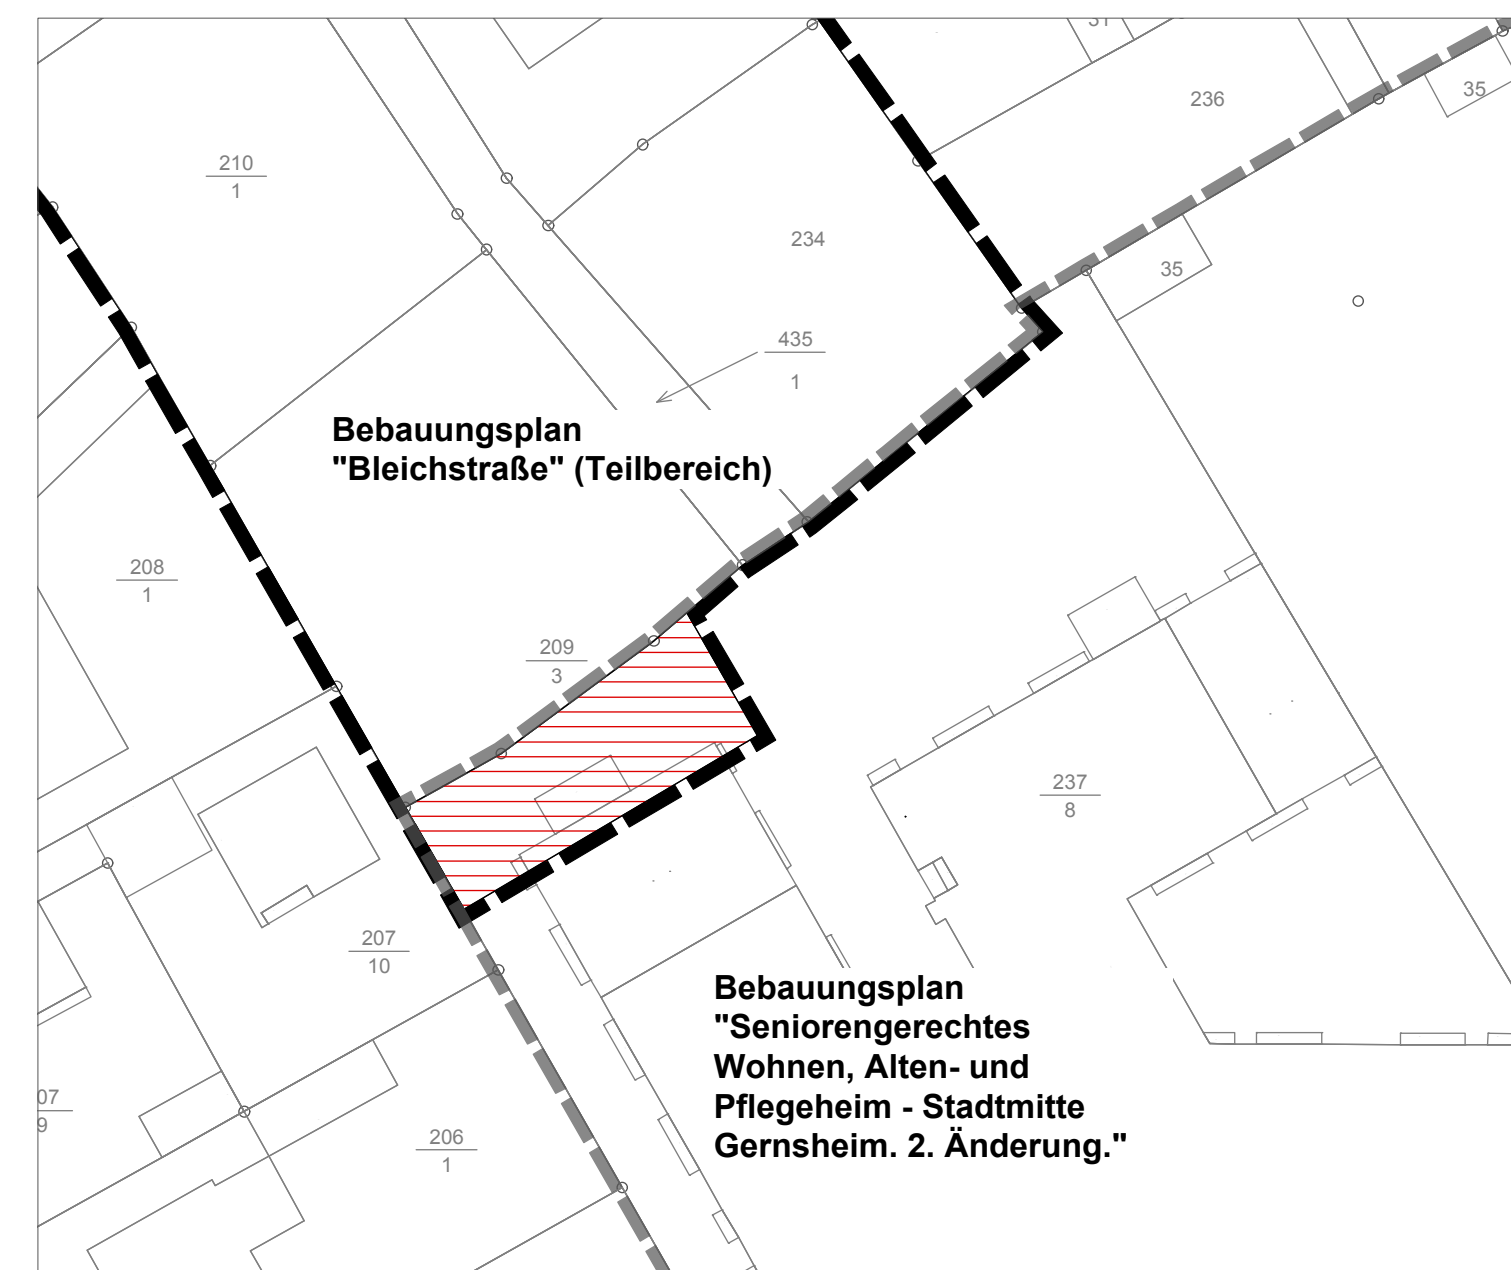 236
35
210
1
234
35
435
1
Bebauungsplan
"Bleichstraße" (Teilbereich)
208
1
209
3
237
8
207
10
Bebauungsplan
"Seniorengerechtes
Wohnen, Alten- und
Pflegeheim - Stadtmitte
Gernsheim. 2. Änderung."
07
9
206
1